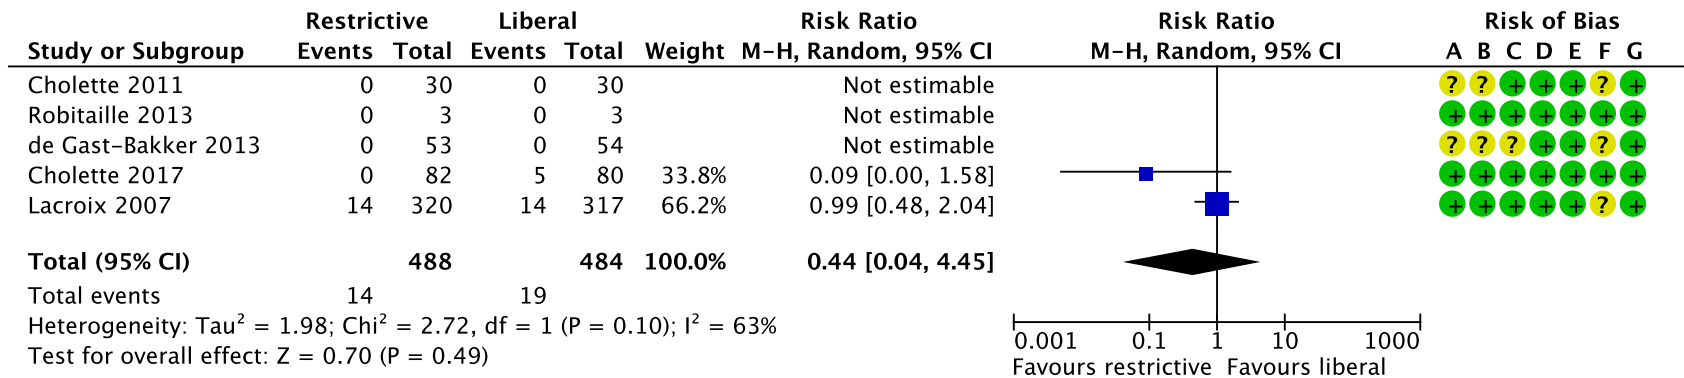 Restrictive Liberal Risk Ratio Risk Ratio Risk of Bias
Study or Subgroup Events Total Events Total Weight M-H, Random, 95% CI M-H, Random, 95% CI A B C D E F G
Cholette 2011 0 30 0 30 Not estimable ? ? + + + ? +
Robitaille 2013 0 3 0 3 Not estimable + + + + + + +
de Gast-Bakker 2013 0 53 0 54 Not estimable ? ? ? + + ? +
Cholette 2017 0 82 5 80 33.8% 0.09 [0.00, 1.58] + + + + + + +
Lacroix 2007 14 320 14 317 66.2% 0.99 [0.48, 2.04] + + + + + ? +
Total (95% CI) 488 484 100.0% 0.44 [0.04, 4.45]
Total events 14 19
Heterogeneity: Tau² = 1.98; Chi² = 2.72, df = 1 (P = 0.10); I² = 63%
Test for overall effect: Z = 0.70 (P = 0.49)
0.001 0.1 1 10 1000
Favours restrictive Favours liberal